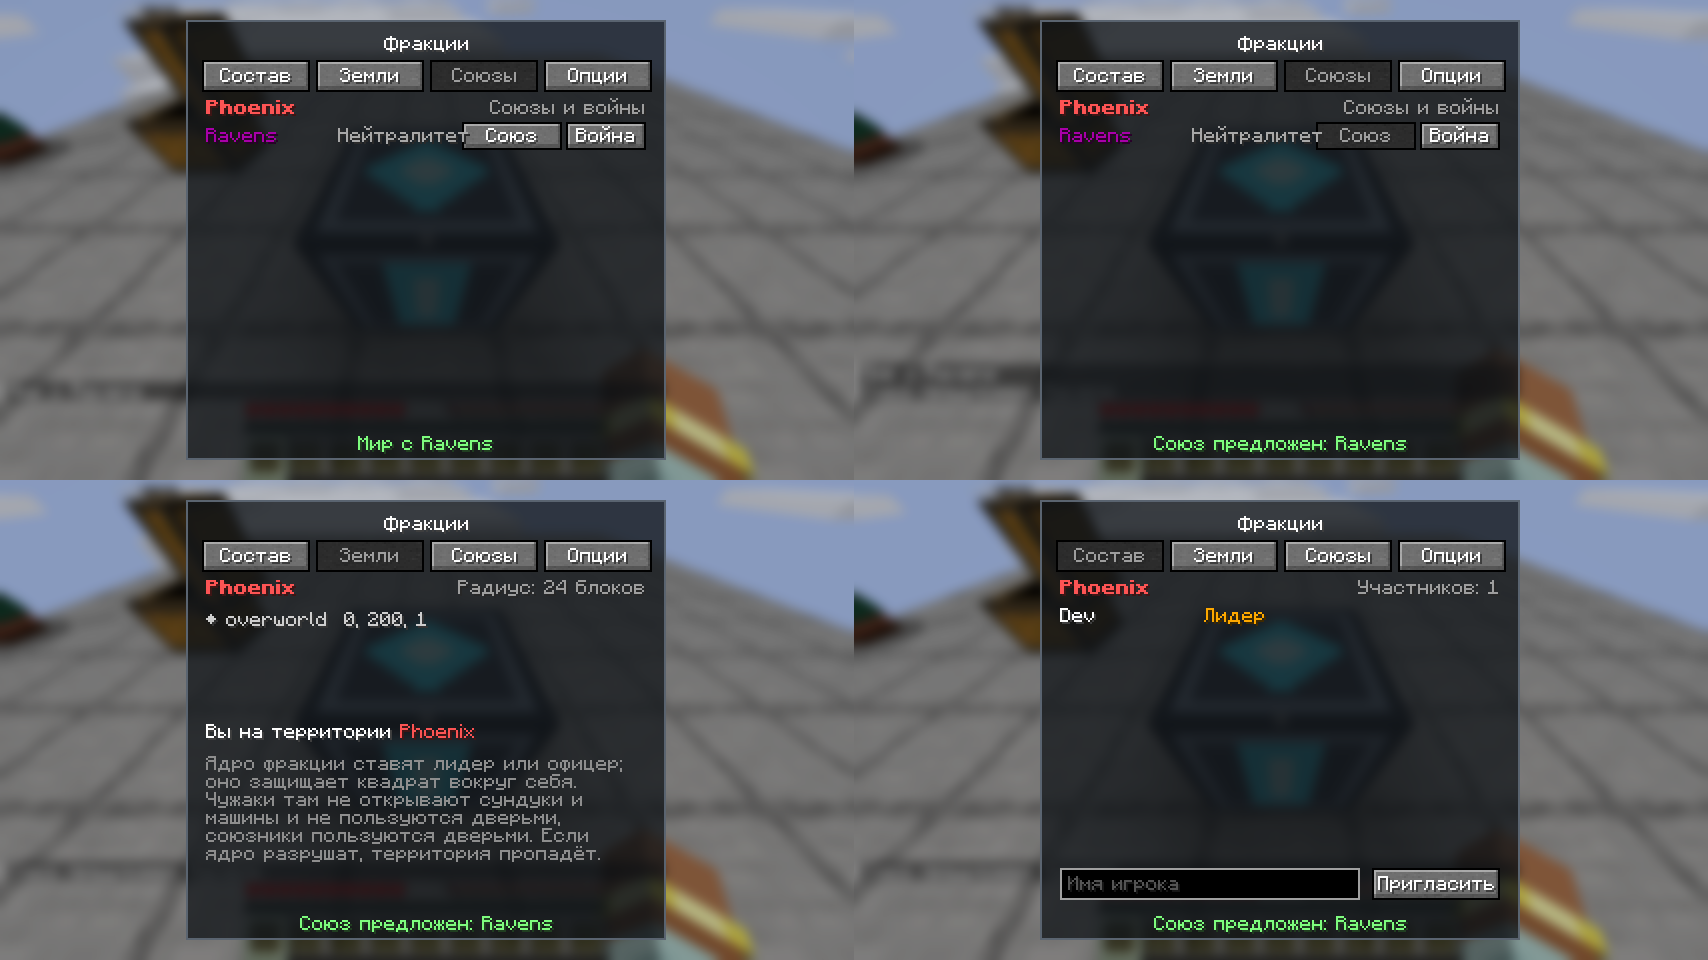 Фракции
Состав Земли Союзы Опции
Phoenix Союзы и войны
Ravens Нейтралитет Союз Война
Мир с Ravens
Фракции
Состав Земли Союзы Опции
Phoenix Союзы и войны
Ravens Нейтралитет Союз Война
Союз предложен: Ravens
Фракции
Состав Земли Союзы Опции
Phoenix Радиус: 24 блоков
overworld 0, 200, 1
Вы на территории Phoenix
Ядро фракции ставят лидер или офицер;
оно защищает квадрат вокруг себя.
Чужаки там не открывают сундуки и
машины и не пользуются дверьми,
союзники пользуются дверьми. Если
ядро разрушат, территория пропадёт.
Союз предложен: Ravens
Фракции
Состав Земли Союзы Опции
Phoenix Участников: 1
Dev Лидер
Имя игрока Пригласить
Союз предложен: Ravens